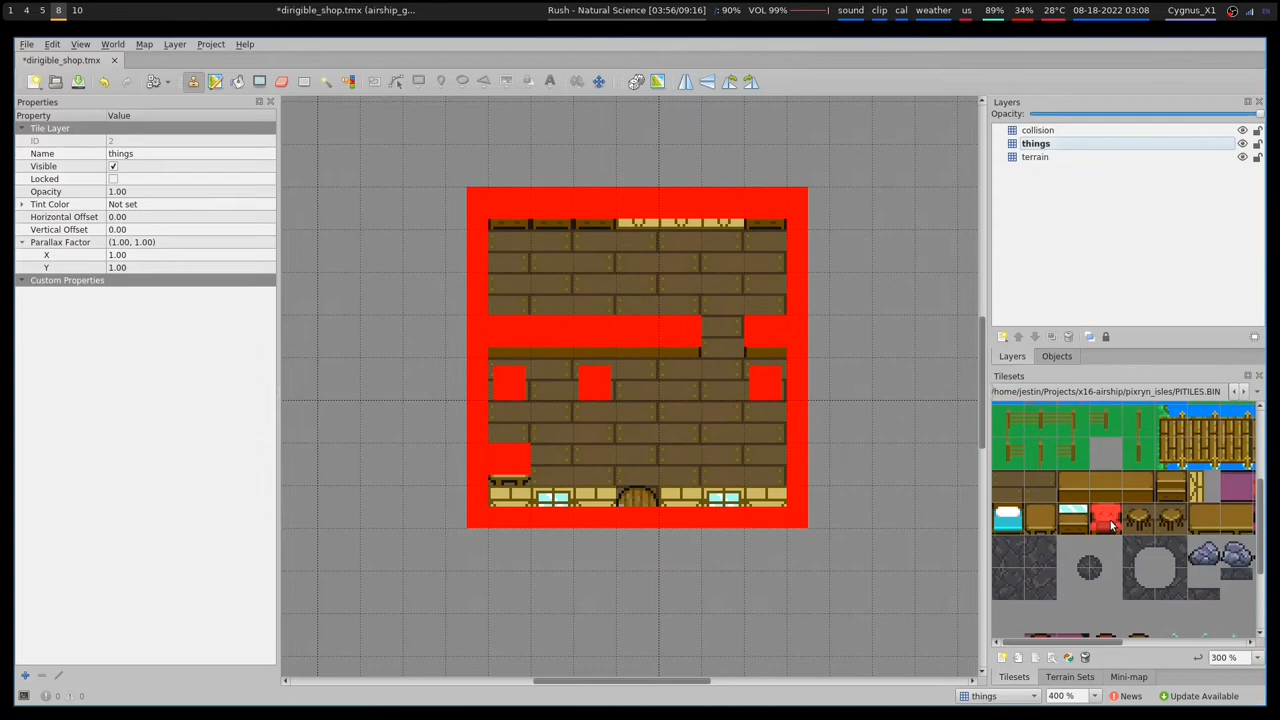 1 4 5 8 10 *dirigible_shop.tmx (airship_g... Rush - Natural Science [03:56/09:16] /: 90% VOL 99% sound clip cal weather us 89% 34% 28°C 08-18-2022 03:08 Cygnus_X1
File Edit View World Map Layer Project Help
*dirigible_shop.tmx
Properties
Property Value
Tile Layer
ID 2
Name things
Visible
Locked
Opacity 1.00
Tint Color Not set
Horizontal Offset 0.00
Vertical Offset 0.00
Parallax Factor (1.00, 1.00)
X 1.00
Y 1.00
Custom Properties
Layers
Opacity:
collision
things
terrain
Layers Objects
Tilesets
/home/jestin/Projects/x16-airship/pixryn_isles/PITILES.BIN
300 %
Tilesets Terrain Sets Mini-map
0 0 things 400 % News Update Available